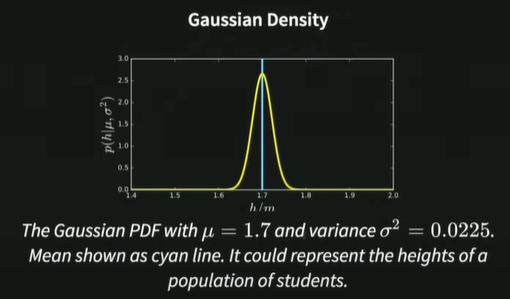 Gaussian Density
3.0
2.5
2.0
1.5
1.0
0.5
0.0
p(h|μ, σ²)
1.4 1.5 1.6 1.7 1.8 1.9 2.0
h/m
The Gaussian PDF with μ = 1.7 and variance σ² = 0.0225.
Mean shown as cyan line. It could represent the heights of a
population of students.